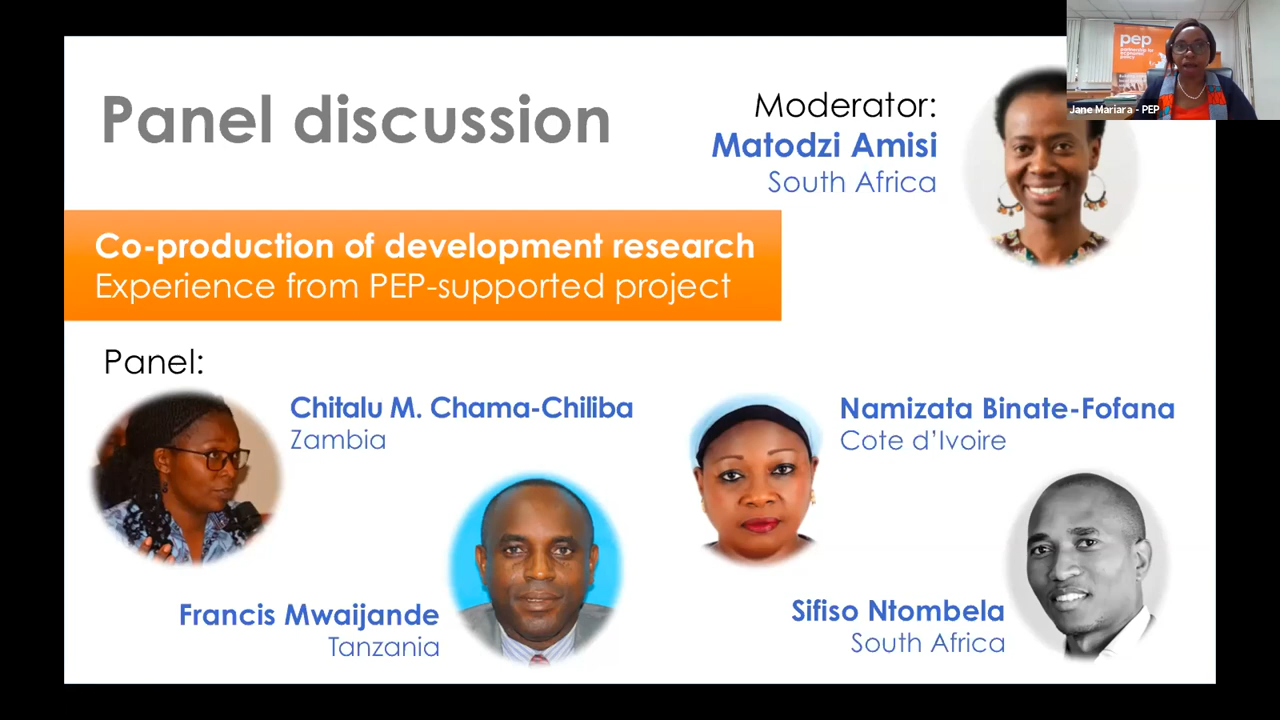 Panel discussion
Moderator:
Matodzi Amisi
South Africa
pep
Jane Mariara - PEP
Co-production of development research
Experience from PEP-supported project
Panel:
Chitalu M. Chama-Chiliba
Zambia
Namizata Binate-Fofana
Cote d’Ivoire
Francis Mwaijande
Tanzania
Sifiso Ntombela
South Africa